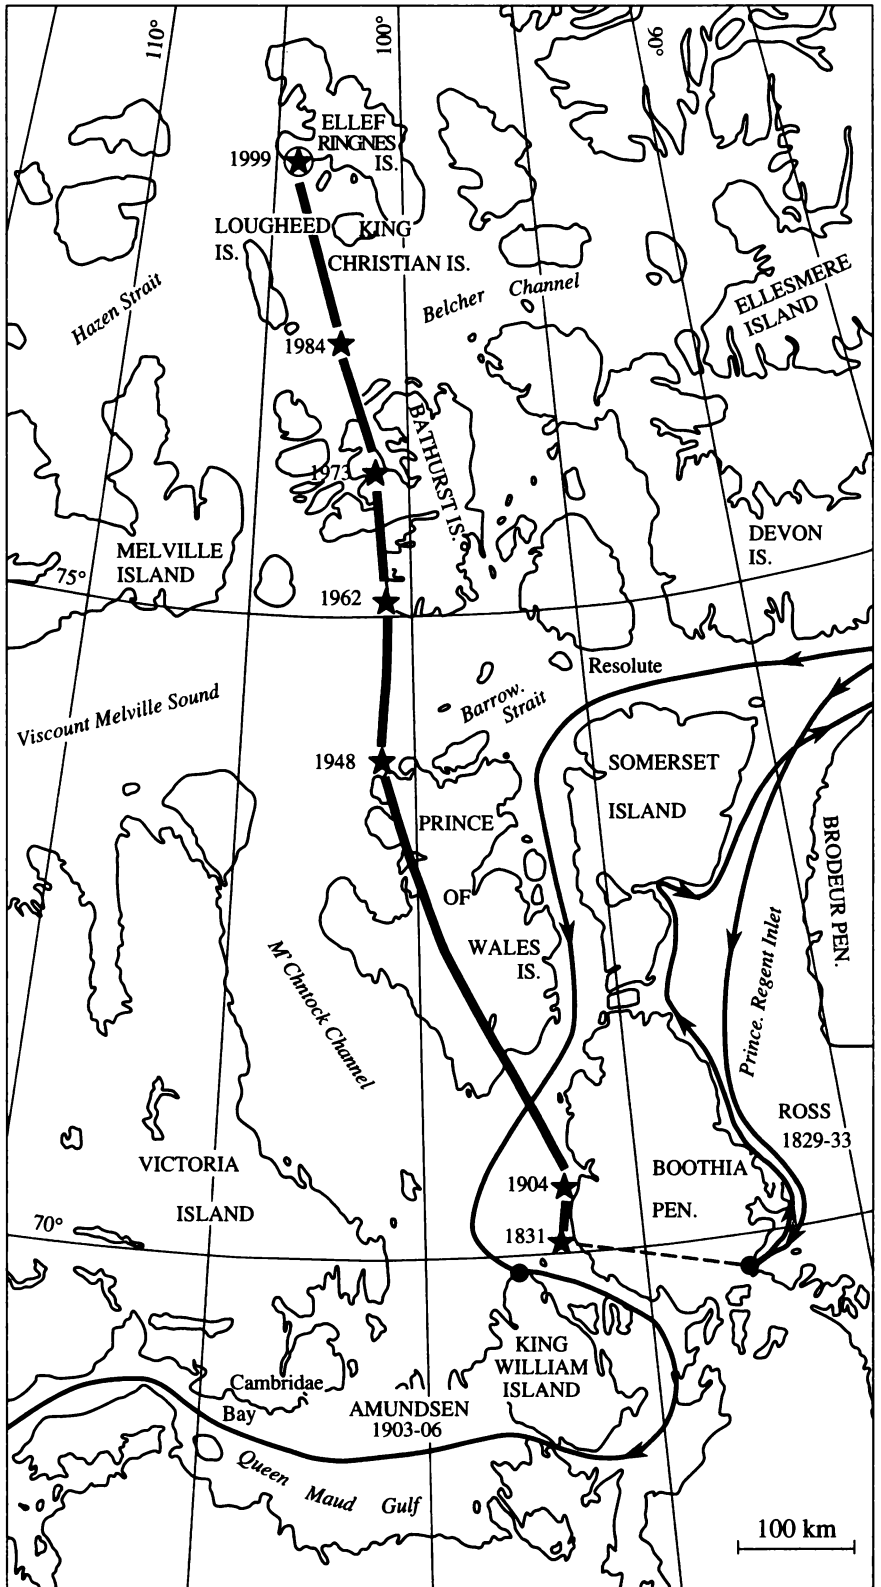 110°
100°
90°
ELLEF
RINGNES
IS.
1999
LOUGHEED
IS.
KING
CHRISTIAN IS.
Hazen Strait
Belcher Channel
ELLESMERE
ISLAND
1984
BATHURST IS.
1973
MELVILLE
ISLAND
DEVON
IS.
75°
1962
Resolute
Viscount Melville Sound
Barrow.
Strait
1948
SOMERSET
ISLAND
PRINCE
OF
WALES
IS.
BRODEUR PEN.
Prince. Regent Inlet
Mᶜ Chntock Channel
ROSS
1829-33
VICTORIA
ISLAND
1904
BOOTHIA
PEN.
70°
1831
KING
WILLIAM
ISLAND
Cambridae
Bay
AMUNDSEN
1903-06
Queen Maud Gulf
100 km